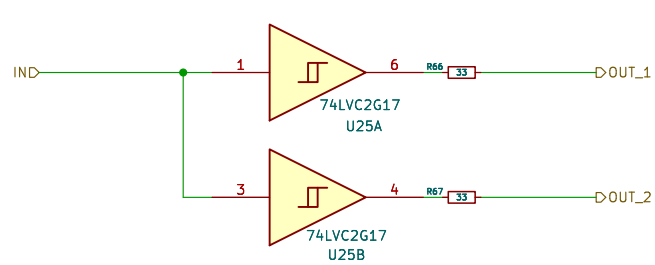 IN
1
6
R66
33
OUT_1
74LVC2G17
U25A
3
4
R67
33
OUT_2
74LVC2G17
U25B